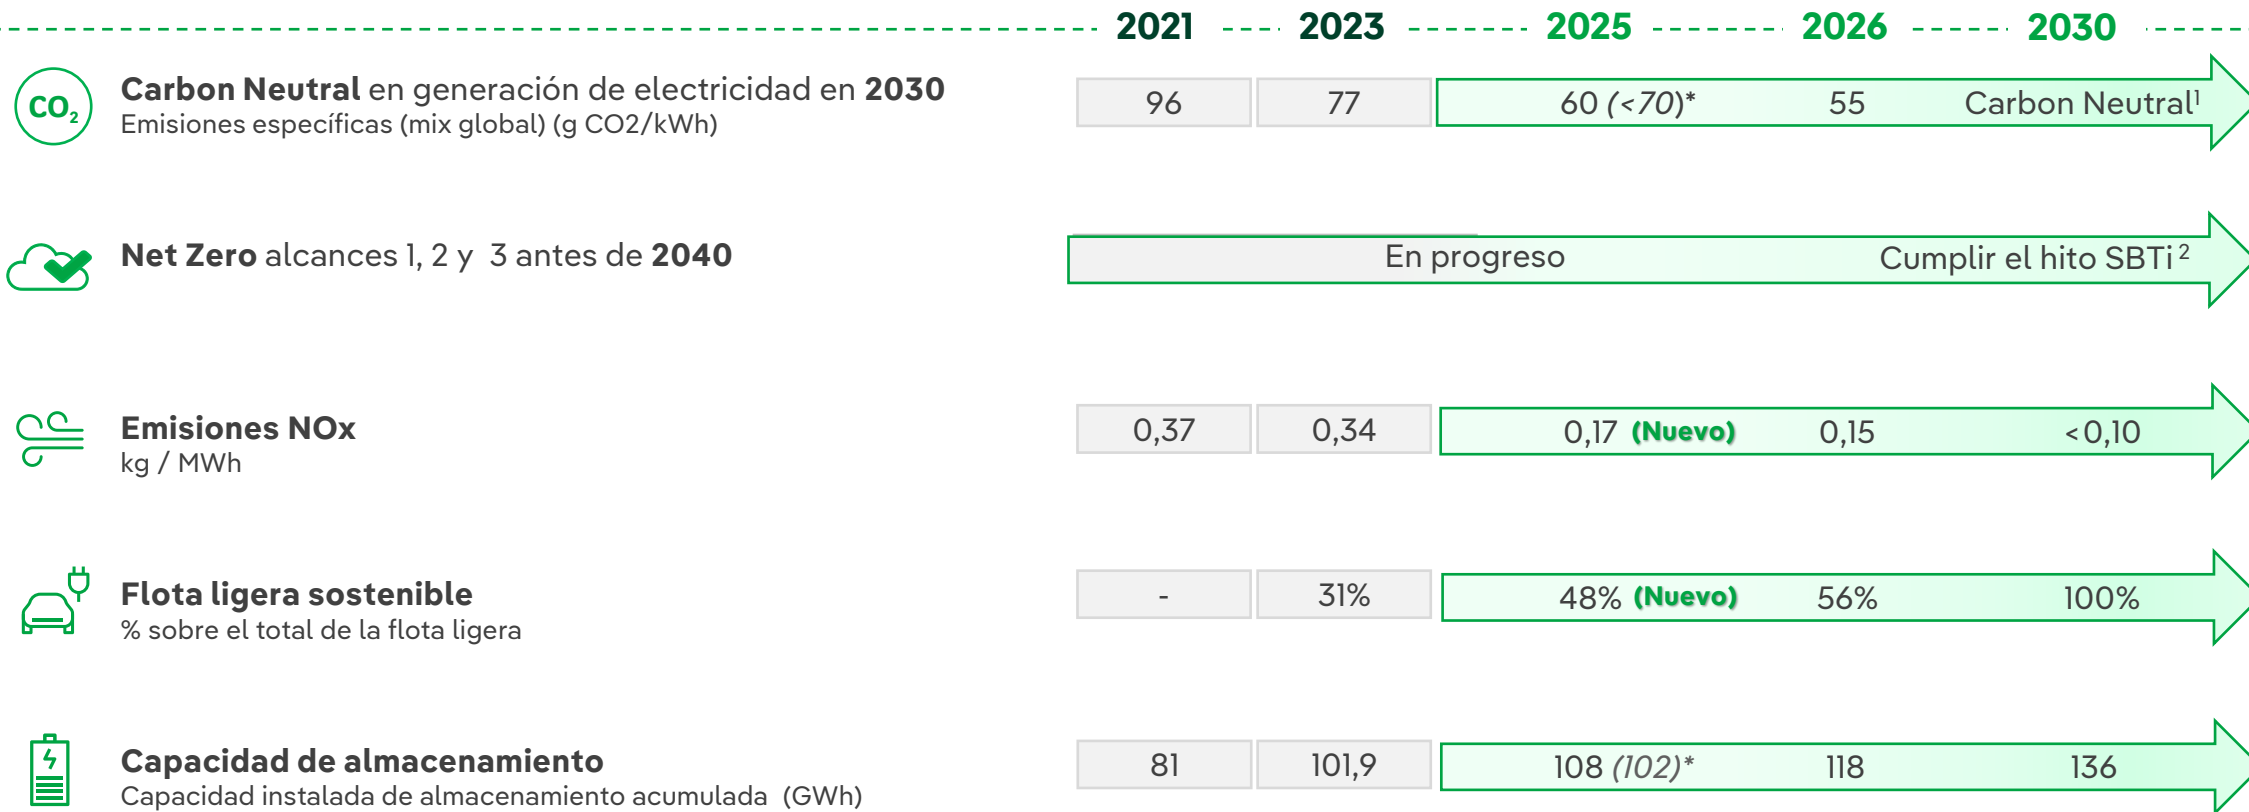 2021 2023 2025 2026 2030
CO₂
Carbon Neutral en generación de electricidad en 2030
Emisiones específicas (mix global) (g CO2/kWh)
96 77 60 (<70)* 55 Carbon Neutral¹
Net Zero alcances 1, 2 y 3 antes de 2040
En progreso Cumplir el hito SBTi ²
Emisiones NOx
kg / MWh
0,37 0,34 0,17 (Nuevo) 0,15 <0,10
Flota ligera sostenible
% sobre el total de la flota ligera
- 31% 48% (Nuevo) 56% 100%
Capacidad de almacenamiento
Capacidad instalada de almacenamiento acumulada (GWh)
81 101,9 108 (102)* 118 136